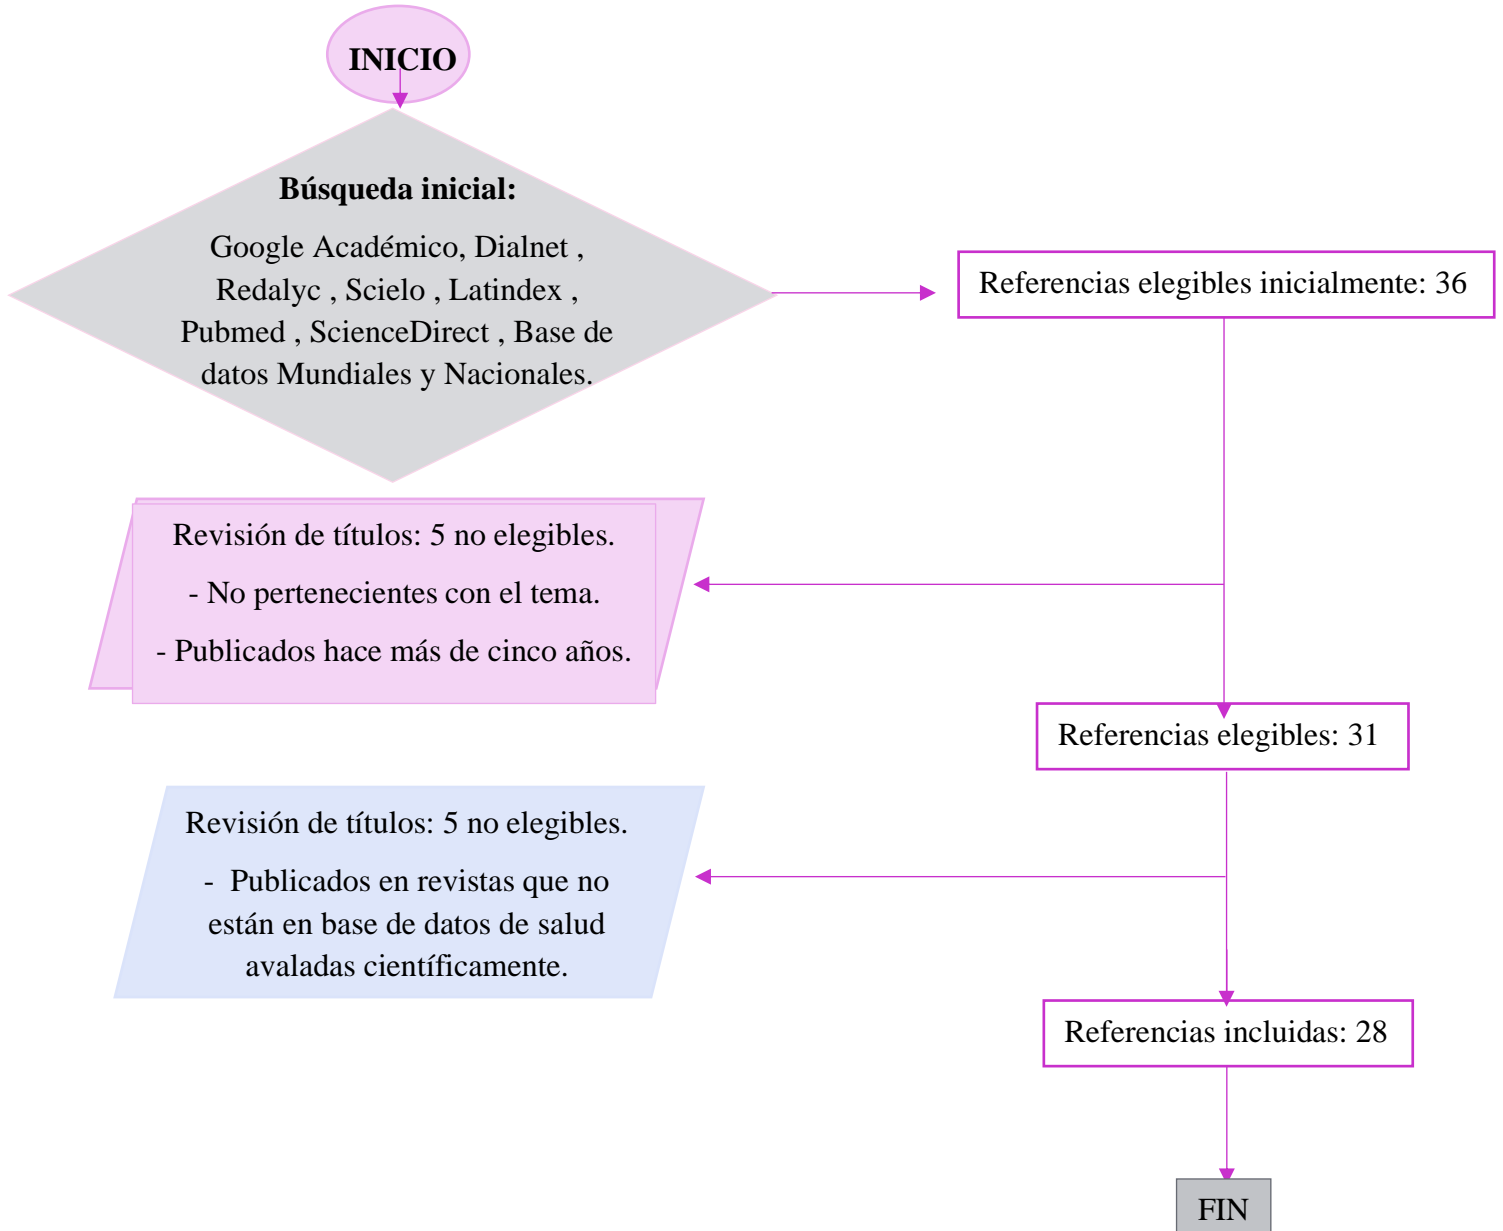 INICIO
Búsqueda inicial:
Google Académico, Dialnet ,
Redalyc , Scielo , Latindex ,
Pubmed , ScienceDirect , Base de
datos Mundiales y Nacionales.
Referencias elegibles inicialmente: 36
Revisión de títulos: 5 no elegibles.
- No pertenecientes con el tema.
- Publicados hace más de cinco años.
Referencias elegibles: 31
Revisión de títulos: 5 no elegibles.
- Publicados en revistas que no
están en base de datos de salud
avaladas científicamente.
Referencias incluidas: 28
FIN